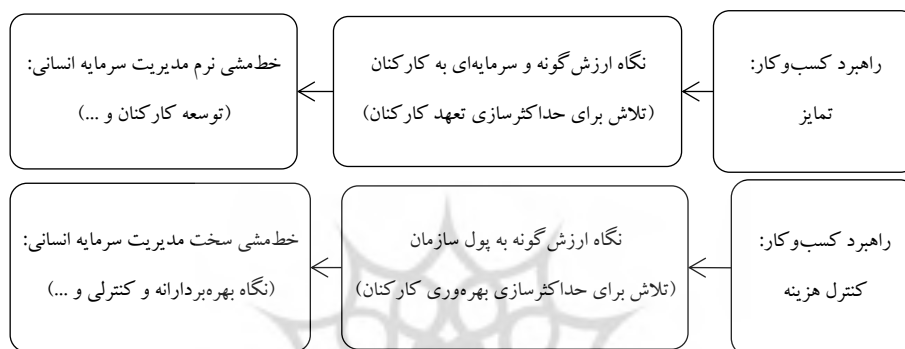 راهبرد کسب‌وکار:
تمایز
نگاه ارزش‌گونه و سرمایه‌ای به کارکنان
(تلاش برای حداکثرسازی تعهد کارکنان)
خط‌مشی نرم مدیریت سرمایه انسانی:
(توسعه کارکنان و ...)
راهبرد کسب‌وکار:
کنترل هزینه
نگاه ارزش‌گونه به پول سازمان
(تلاش برای حداکثرسازی بهره‌وری کارکنان)
خط‌مشی سخت مدیریت سرمایه انسانی:
(نگاه بهره‌بردارانه و کنترلی و ...)